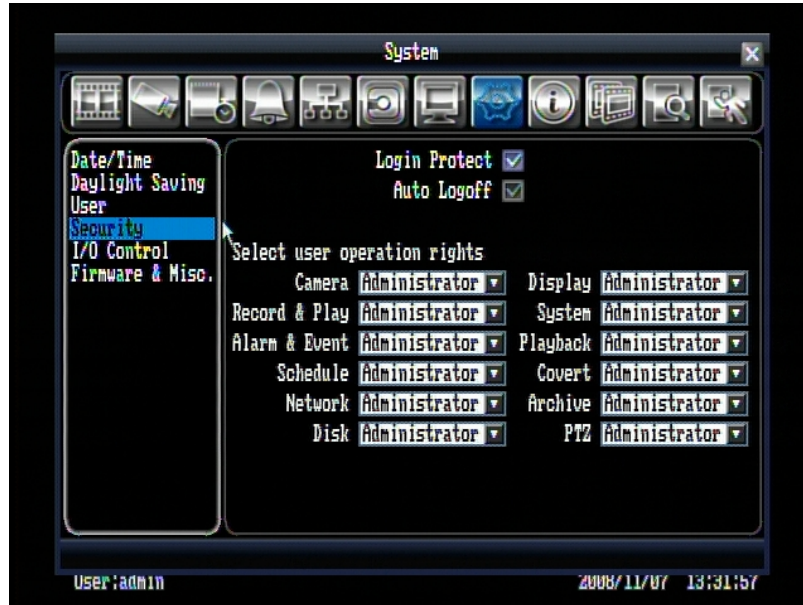 System
Date/Time
Daylight Saving
User
Security
I/O Control
Firmware & Misc.
Login Protect
Auto Logoff
Select user operation rights
Camera Administrator Display Administrator
Record & Play Administrator System Administrator
Alarm & Event Administrator Playback Administrator
Schedule Administrator Covert Administrator
Network Administrator Archive Administrator
Disk Administrator PTZ Administrator
User:admin 2008/11/07 13:31:57